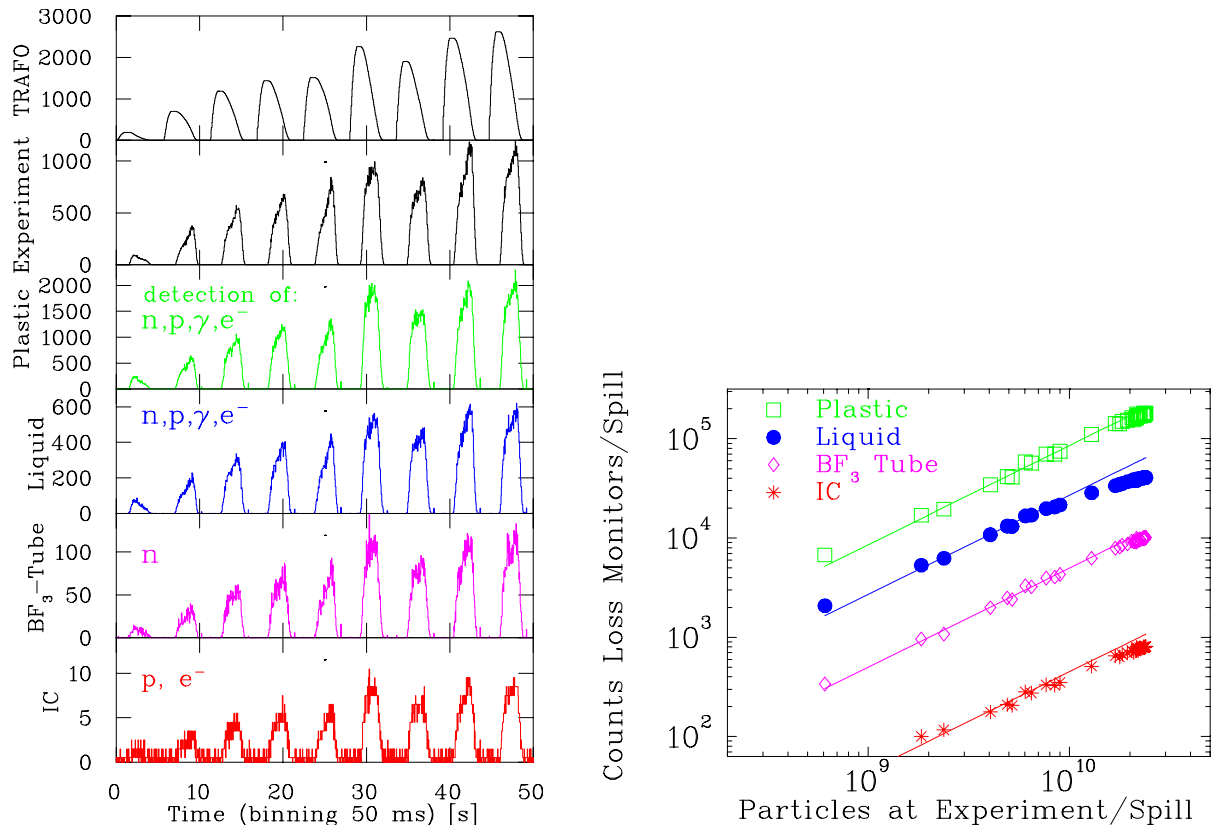 TRAFO
3000
2000
1000
0
Experiment
1000
500
0
Plastic
2000
1500
1000
500
0
detection of:
n,p,γ,e⁻
Liquid
600
400
200
0
n,p,γ,e⁻
BF₃−Tube
100
50
0
n
IC
10
5
0
p, e⁻
0 10 20 30 40 50
Time (binning 50 ms) [s]
Counts Loss Monitors/Spill
10⁵
10⁴
10³
10²
Plastic
Liquid
BF₃ Tube
IC
10⁹ 10¹⁰
Particles at Experiment/Spill